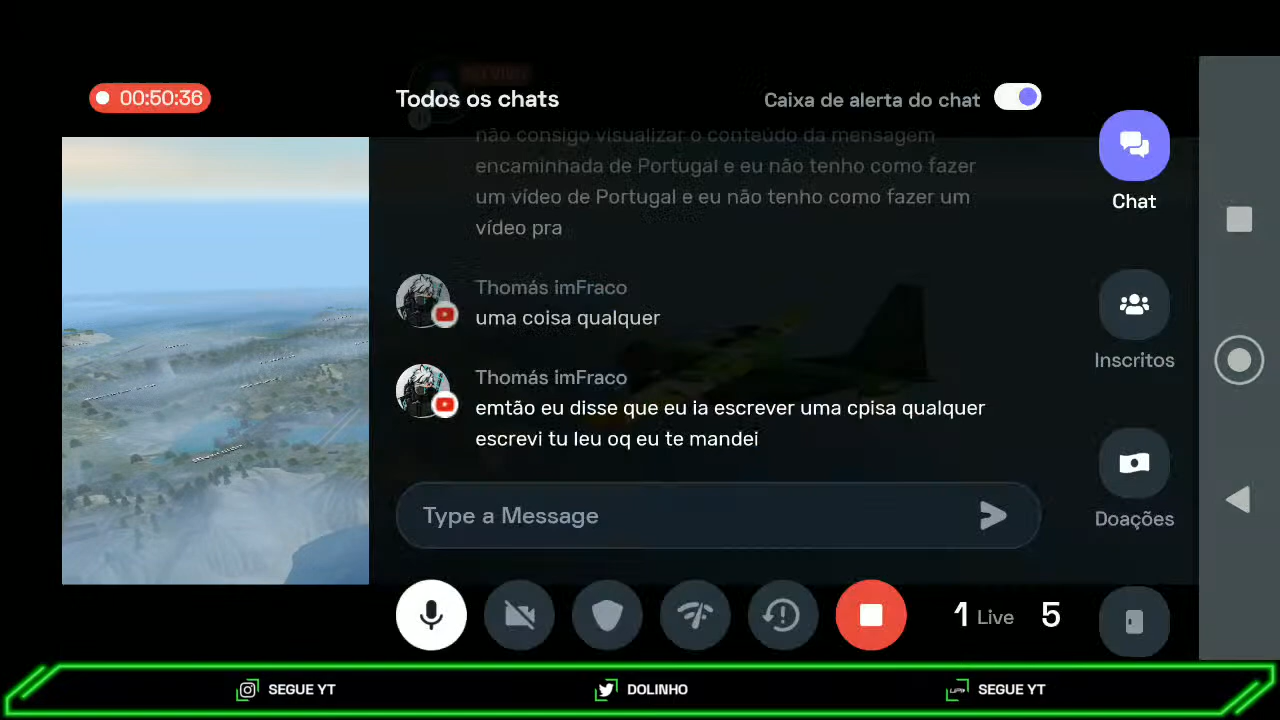 00:50:36
Todos os chats
Caixa de alerta do chat
não consigo visualizar o conteúdo da mensagem
encaminhada de Portugal e eu não tenho como fazer
um vídeo de Portugal e eu não tenho como fazer um
vídeo pra
Thomás imFraco
uma coisa qualquer
Thomás imFraco
emtão eu disse que eu ia escrever uma cpisa qualquer
escrevi tu leu oq eu te mandei
Type a Message
Chat
Inscritos
Doações
1 Live 5
SEGUE YT
DOLINHO
SEGUE YT